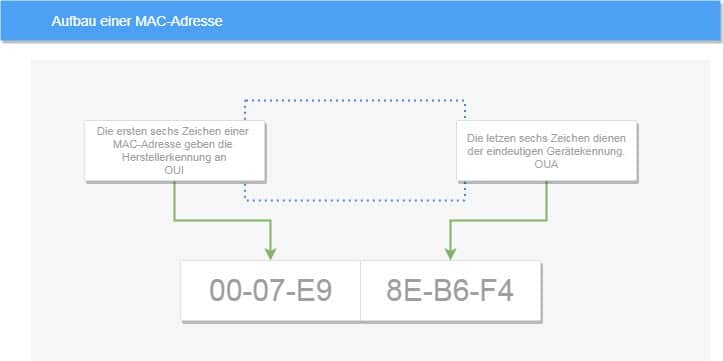 Aufbau einer MAC-Adresse
Die ersten sechs Zeichen einer
MAC-Adresse geben die
Herstellerkennung an
OUI
Die letzen sechs Zeichen dienen
der eindeutigen Gerätekennung.
OUA
00-07-E9
8E-B6-F4